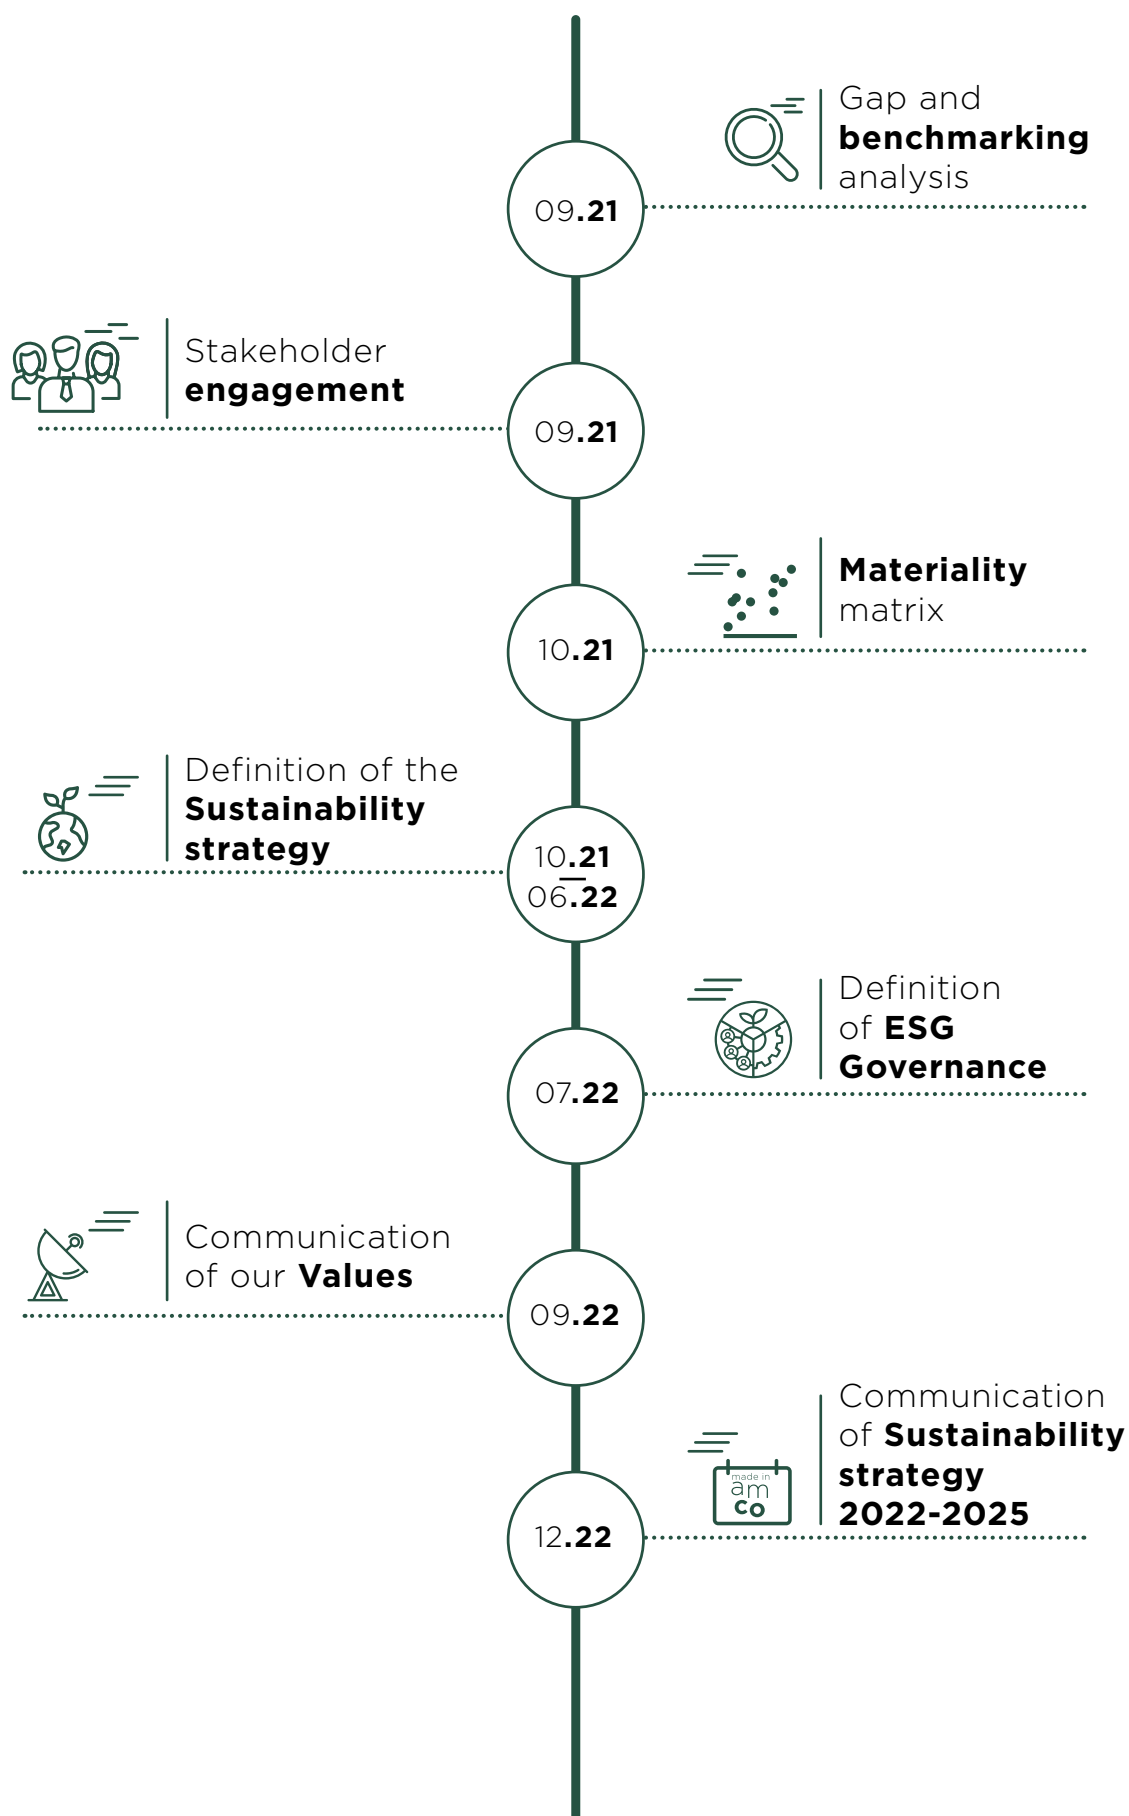 Gap and
benchmarking
analysis
09.21
Stakeholder
engagement
09.21
Materiality
matrix
10.21
Definition of the
Sustainability
strategy
10.21
–
06.22
Definition
of ESG
Governance
07.22
Communication
of our Values
09.22
Communication
of Sustainability
strategy
2022-2025
made in
am
co
12.22